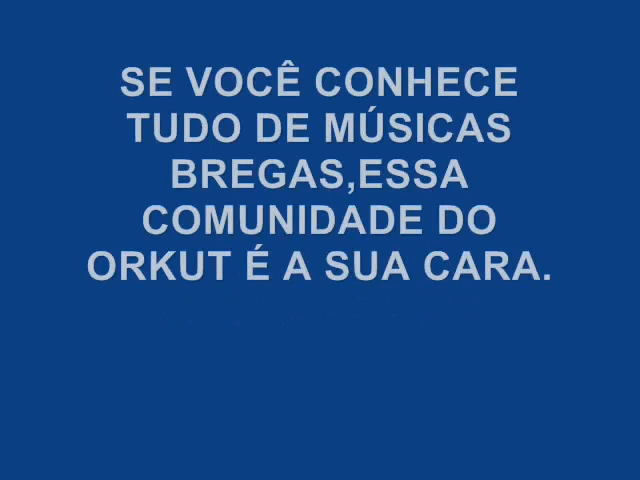 SE VOCÊ CONHECE
TUDO DE MÚSICAS
BREGAS,ESSA
COMUNIDADE DO
ORKUT É A SUA CARA.